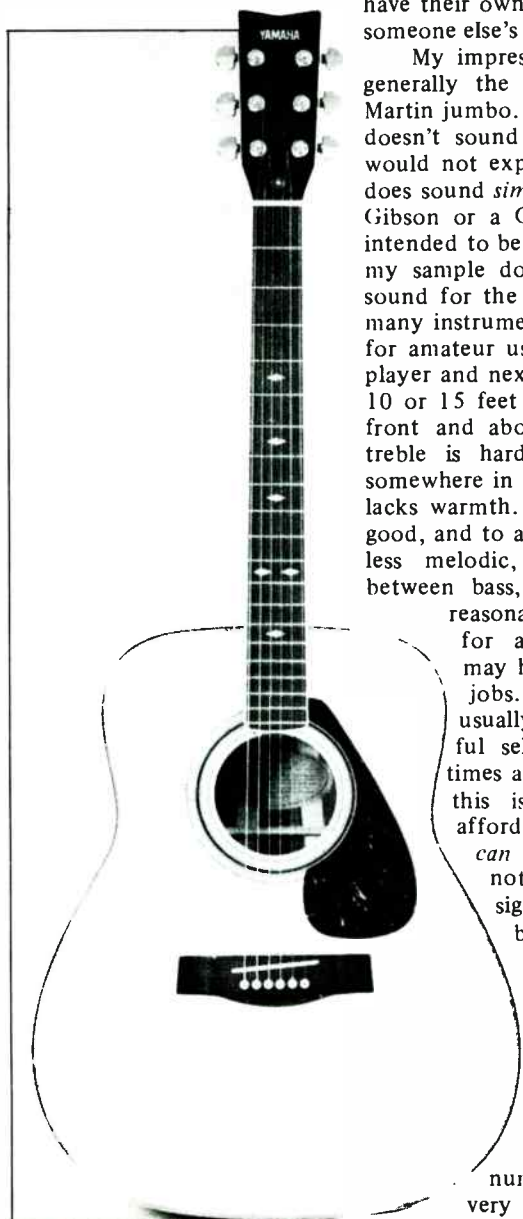 YAMAHA
have their own
someone else's
My impres
generally the
Martin jumbo.
doesn't sound
would not exp
does sound sim
Gibson or a G
intended to be
my sample do
sound for the
many instrume
for amateur us
player and nex
10 or 15 feet
front and abo
treble is hard
somewhere in
lacks warmth.
good, and to a
less melodic,
between bass,
reasona
for a
may h
jobs.
usually
ful sel
times a
this is
afford
can
not
sig
b
nur
very